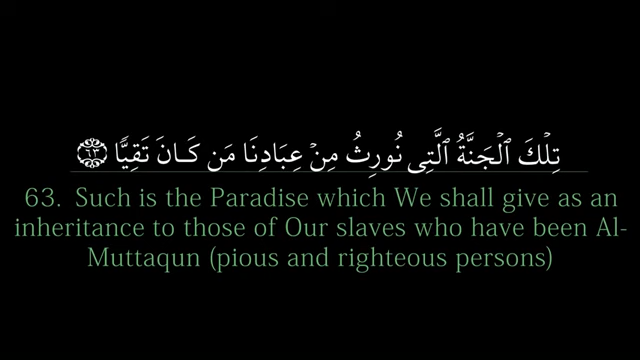 تِلْكَ ٱلْجَنَّةُ ٱلَّتِى نُورِثُ مِنْ عِبَادِنَا مَن كَانَ تَقِيًّا ٦٣
63. Such is the Paradise which We shall give as an
inheritance to those of Our slaves who have been Al-
Muttaqun (pious and righteous persons)